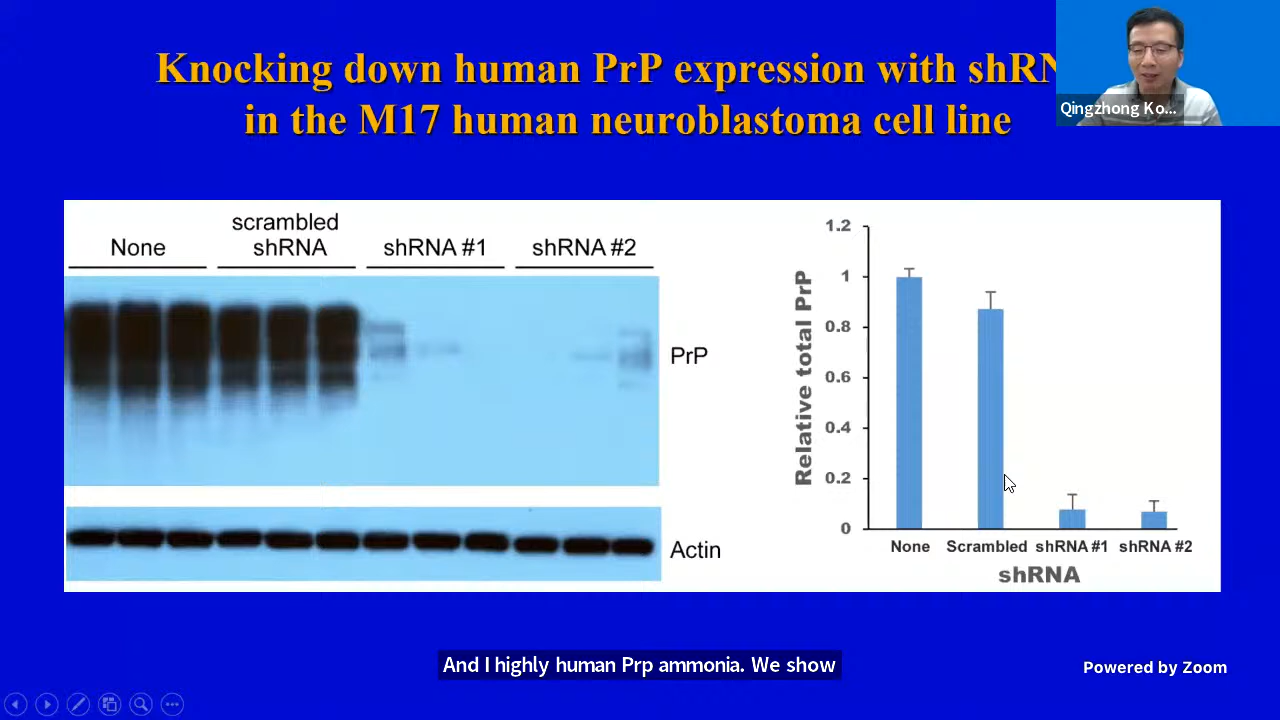 Knocking down human PrP expression with shRN
in the M17 human neuroblastoma cell line
Qingzhong Ko...
None
scrambled
shRNA
shRNA #1
shRNA #2
PrP
Actin
Relative total PrP
1.2
1
0.8
0.6
0.4
0.2
0
None
Scrambled
shRNA #1
shRNA #2
shRNA
And I highly human Prp ammonia. We show
Powered by Zoom